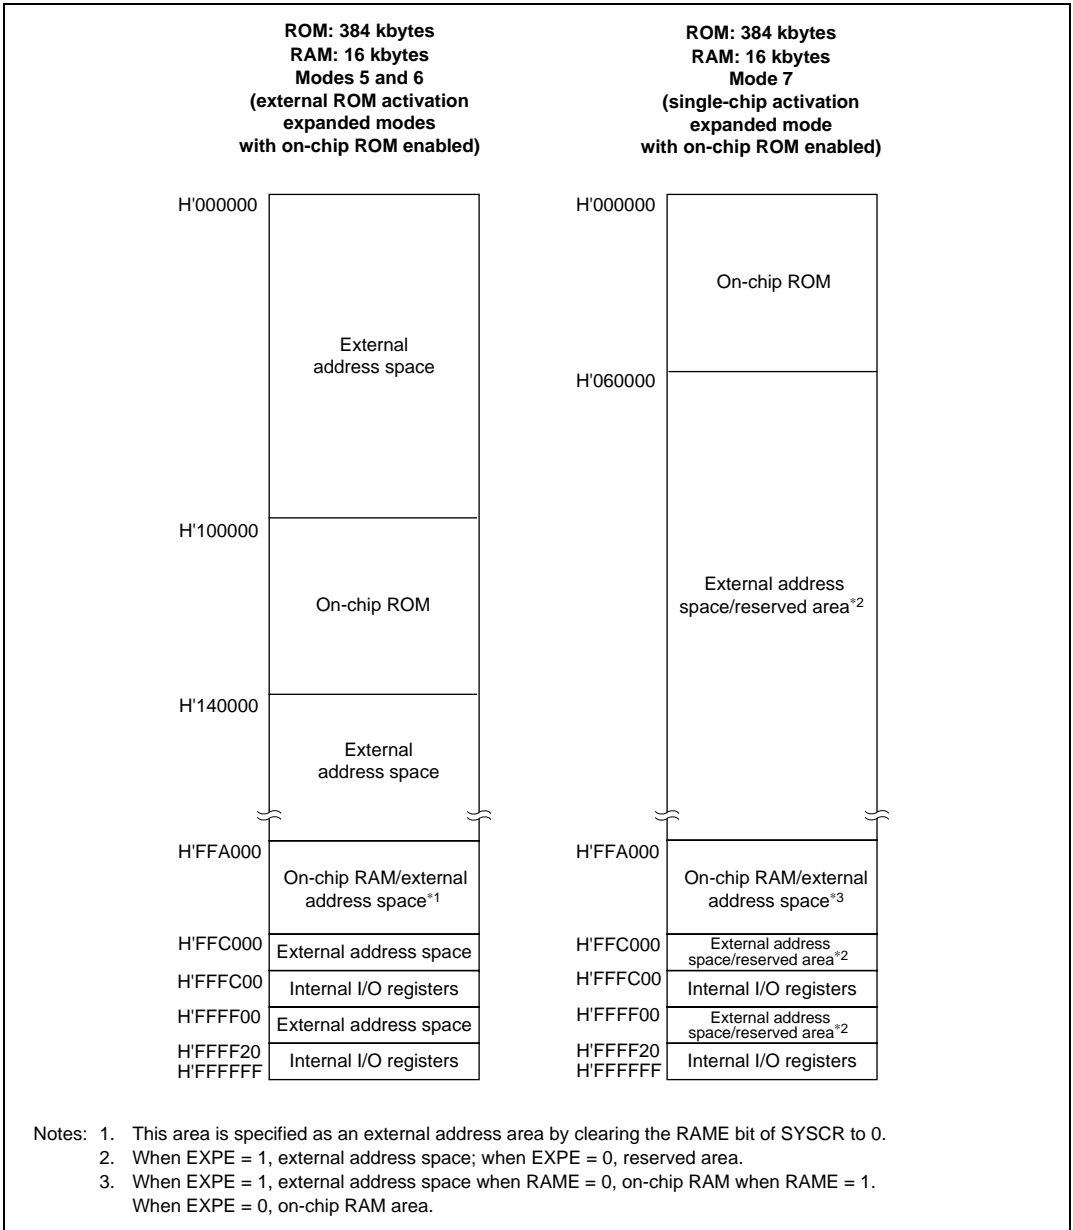 ROM: 384 kbytes
RAM: 16 kbytes
Modes 5 and 6
(external ROM activation
expanded modes
with on-chip ROM enabled)
H'000000
External
address space
H'100000
On-chip ROM
H'140000
External
address space
H'FFA000
On-chip RAM/external
address space*1
H'FFC000
External address space
H'FFFC00
Internal I/O registers
H'FFFF00
External address space
H'FFFF20
Internal I/O registers
H'FFFFFF
ROM: 384 kbytes
RAM: 16 kbytes
Mode 7
(single-chip activation
expanded mode
with on-chip ROM enabled)
H'000000
On-chip ROM
H'060000
External address
space/reserved area*2
H'FFA000
On-chip RAM/external
address space*3
H'FFC000
External address
space/reserved area*2
H'FFFC00
Internal I/O registers
H'FFFF00
External address
space/reserved area*2
H'FFFF20
Internal I/O registers
H'FFFFFF
Notes: 1. This area is specified as an external address area by clearing the RAME bit of SYSCR to 0.
2. When EXPE = 1, external address space; when EXPE = 0, reserved area.
3. When EXPE = 1, external address space when RAME = 0, on-chip RAM when RAME = 1.
When EXPE = 0, on-chip RAM area.